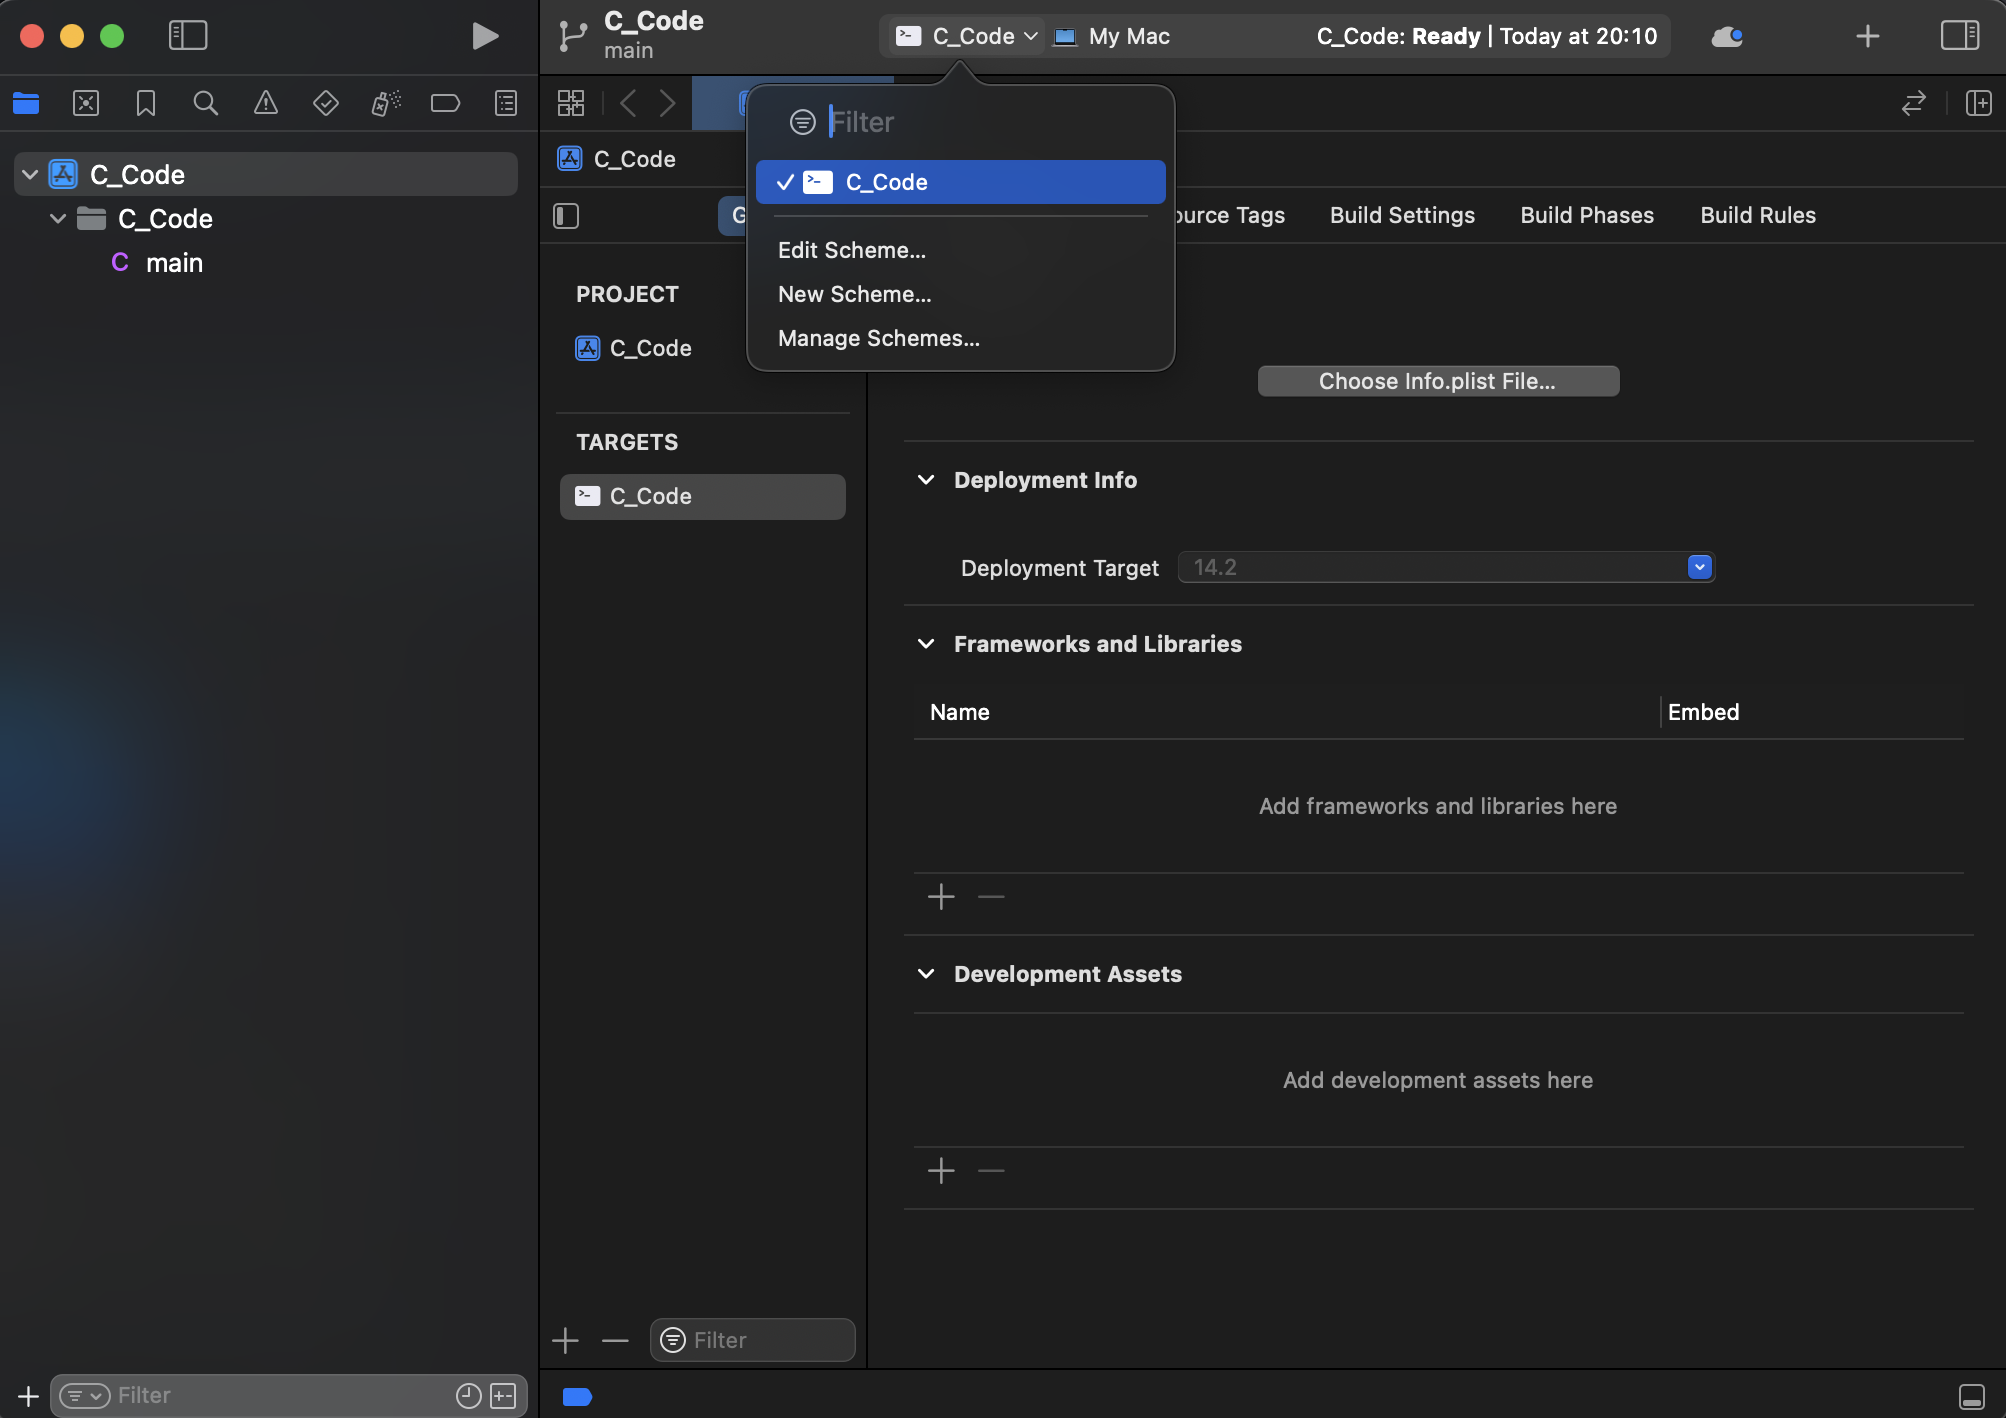 C_Code
main
C_Code
My Mac
C_Code: Ready | Today at 20:10
Filter
C_Code
Edit Scheme...
New Scheme...
Manage Schemes...
C_Code
C_Code
main
C_Code
Build Settings
Build Phases
Build Rules
PROJECT
C_Code
TARGETS
C_Code
Choose Info.plist File...
Deployment Info
Deployment Target
14.2
Frameworks and Libraries
Name
Embed
Add frameworks and libraries here
Development Assets
Add development assets here
Filter
Filter